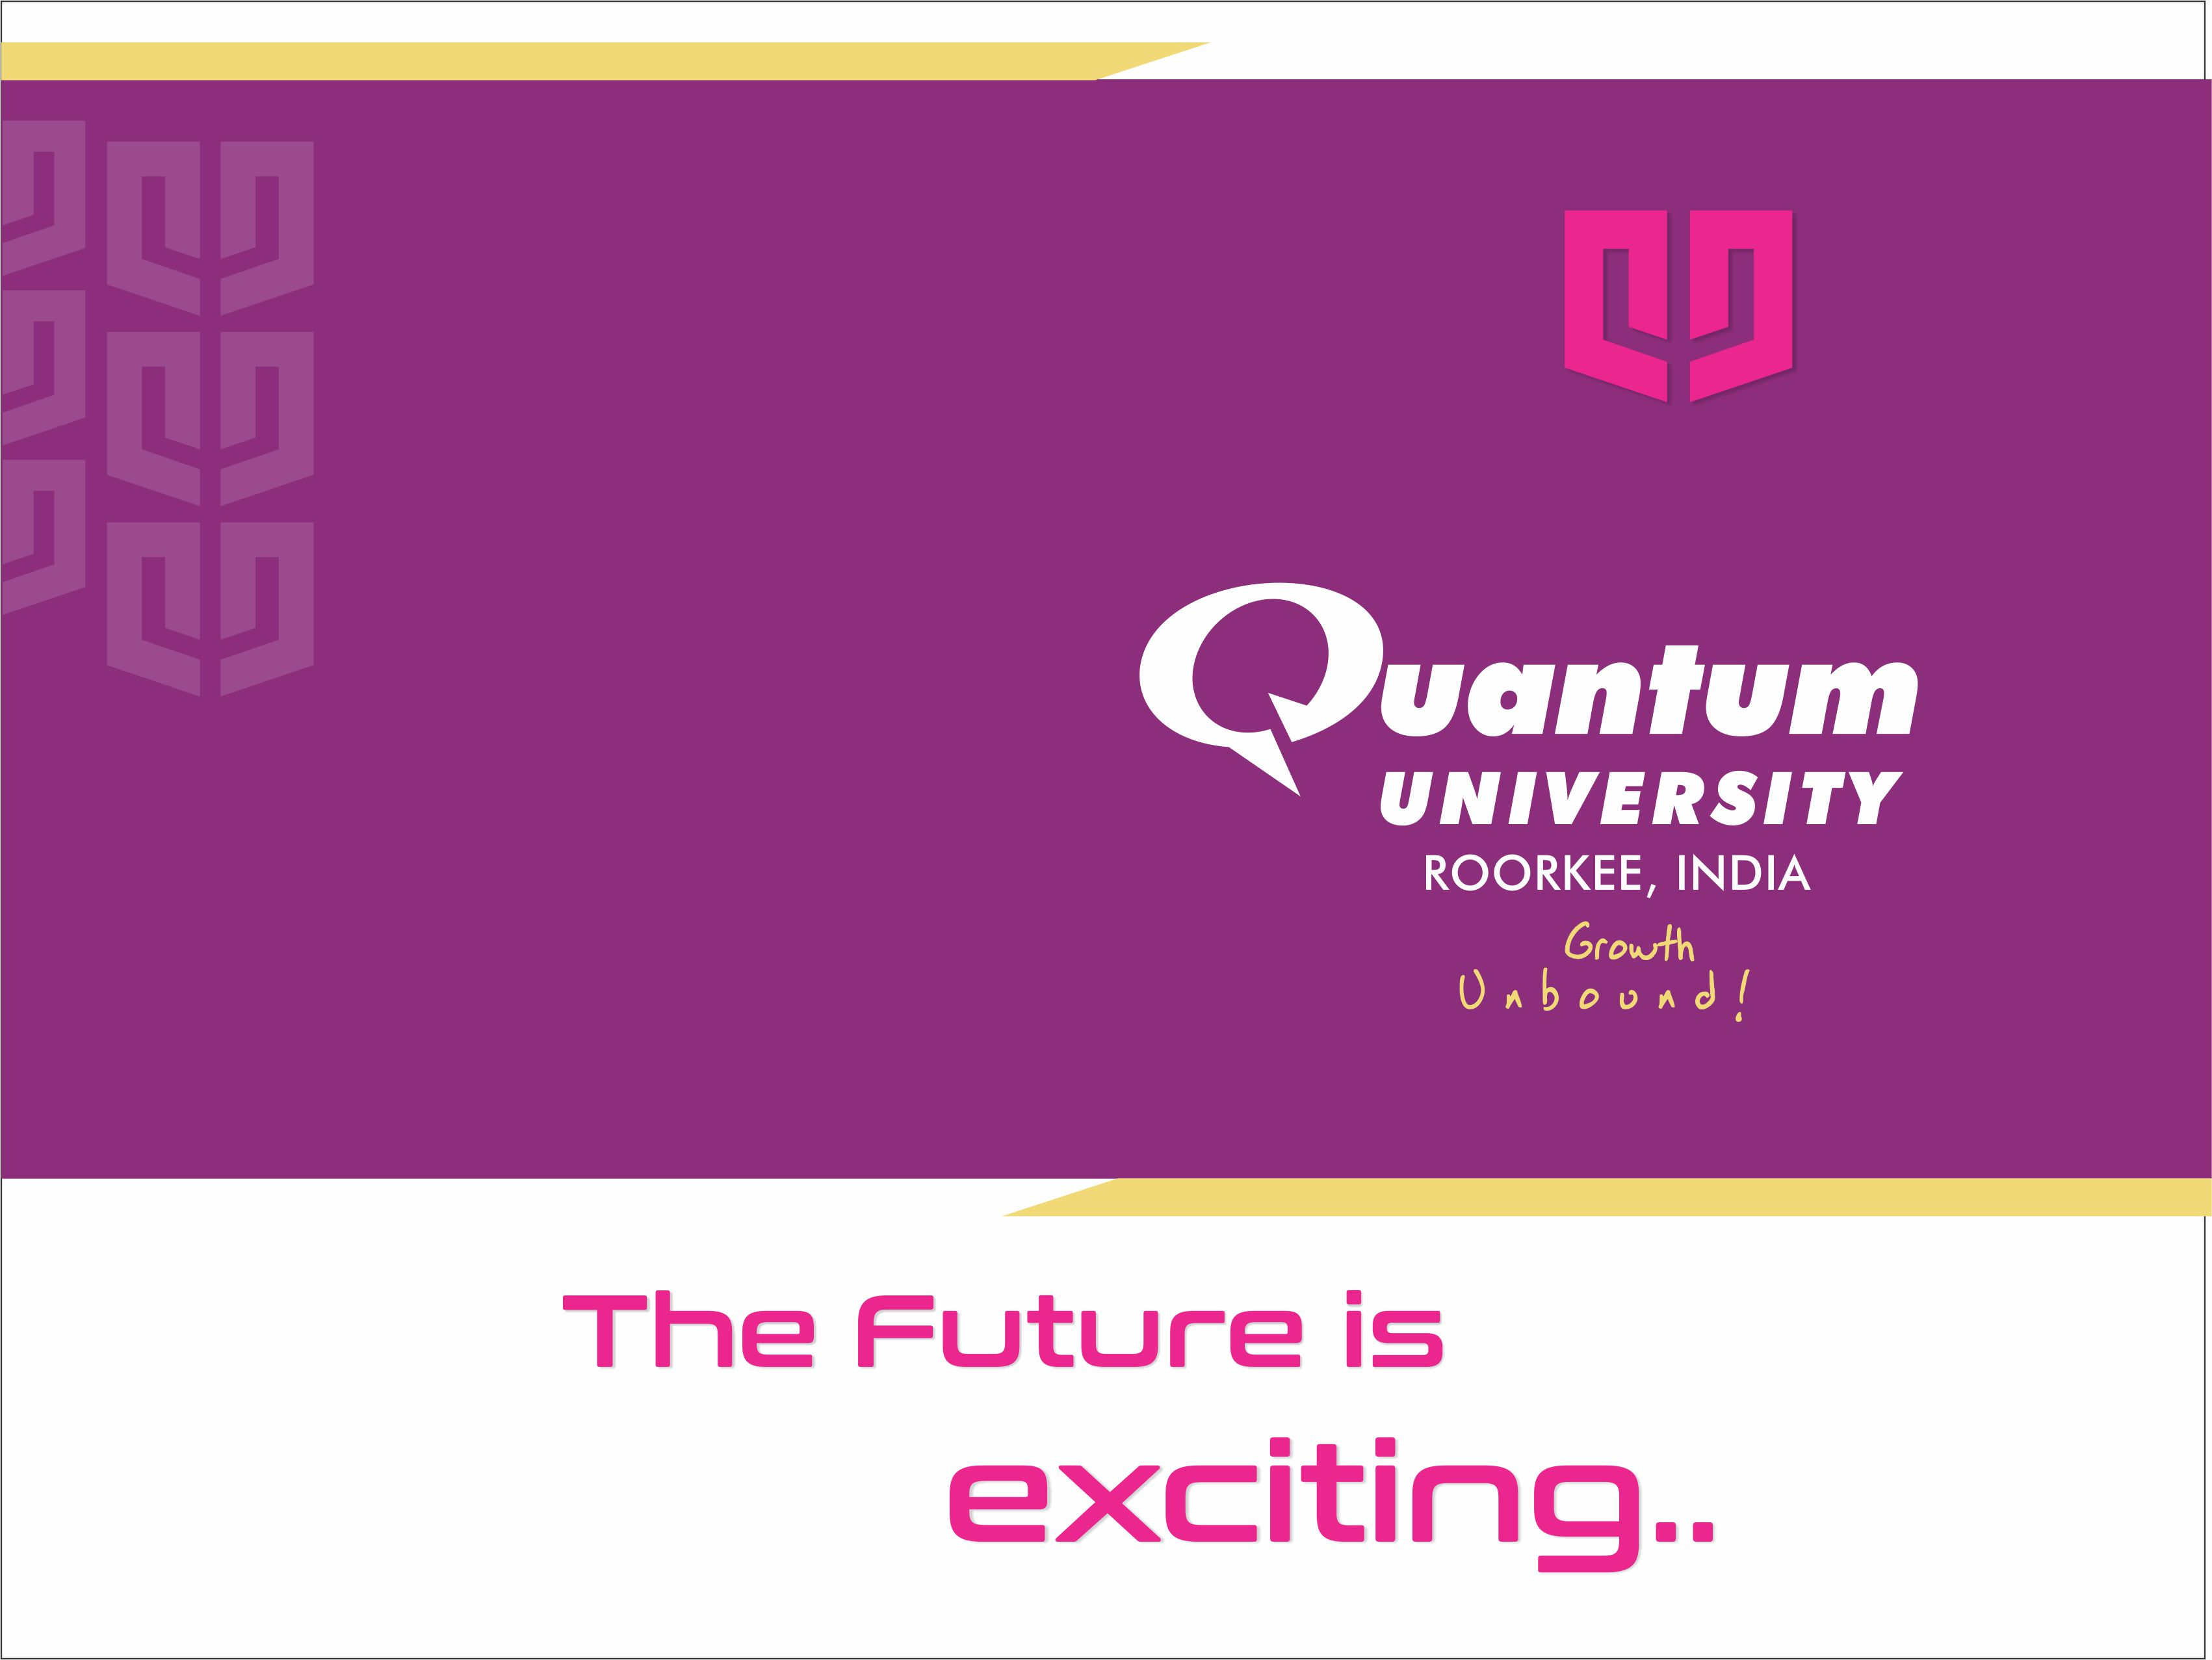 Quantum
UNIVERSITY
ROORKEE, INDIA
Growth
Unbound!
The Future is
exciting..